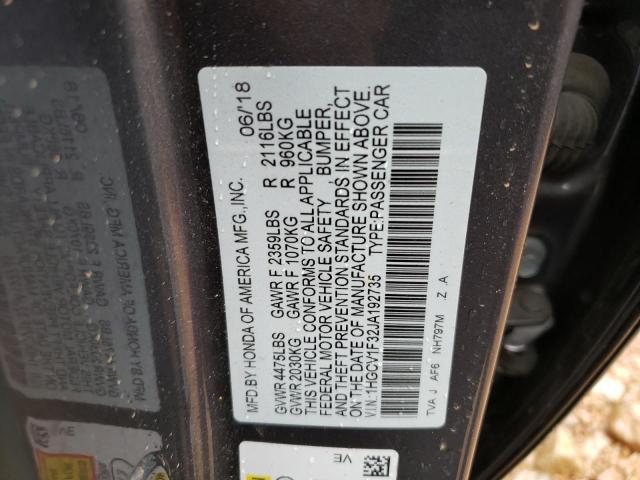 MFD.BY HONDA OF AMERICA MFG.,INC. 06/'18
GVWR 4475LBS GAWR F 2359LBS R 2116LBS
GVWR 2030KG GAWR F 1070KG R 960KG
THIS VEHICLE CONFORMS TO ALL APPLICABLE
FEDERAL MOTOR VEHICLE SAFETY , BUMPER,
AND THEFT PREVENTION STANDARDS IN EFFECT
ON THE DATE OF MANUFACTURE SHOWN ABOVE.
V.I.N.: 1HGCV1F32JA192735 TYPE:PASSENGER CAR
TVA J AF6 NH797M .Z .A
VE